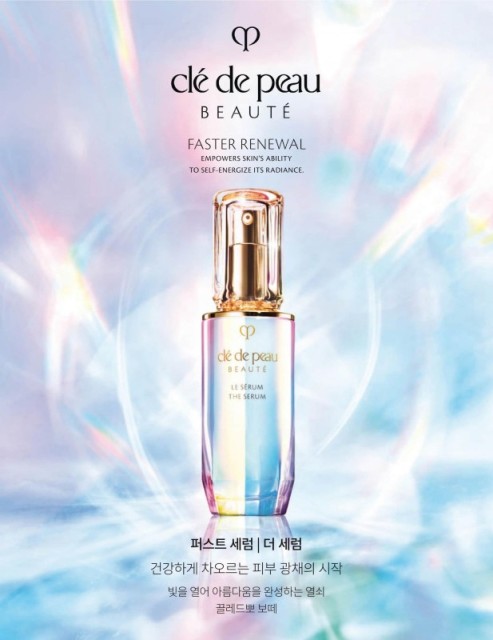 clé de peau
BEAUTÉ
FASTER RENEWAL
EMPOWERS SKIN'S ABILITY
TO SELF-ENERGIZE ITS RADIANCE.
clé de peau
BEAUTÉ
LE SÉRUM
THE SERUM
퍼스트 세럼 | 더 세럼
건강하게 차오르는 피부 광채의 시작
빛을 열어 아름다움을 완성하는 열쇠
끌레드뽀 보떼